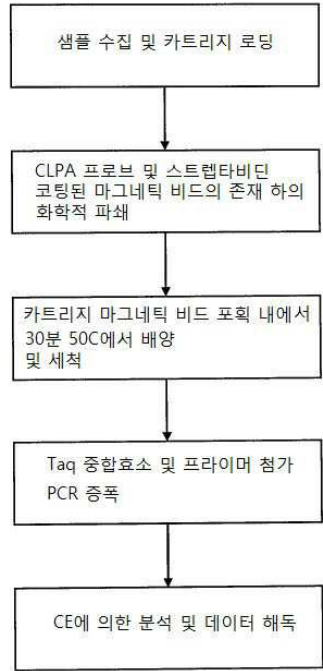 샘플 수집 및 카트리지 로딩
CLPA 프로브 및 스트렙타비딘
코팅된 마그네틱 비드의 존재 하의
화학적 파쇄
카트리지 마그네틱 비드 포획 내에서
30분 50C에서 배양
및 세척
Taq 중합효소 및 프라이머 첨가
PCR 증폭
CE에 의한 분석 및 데이터 해독